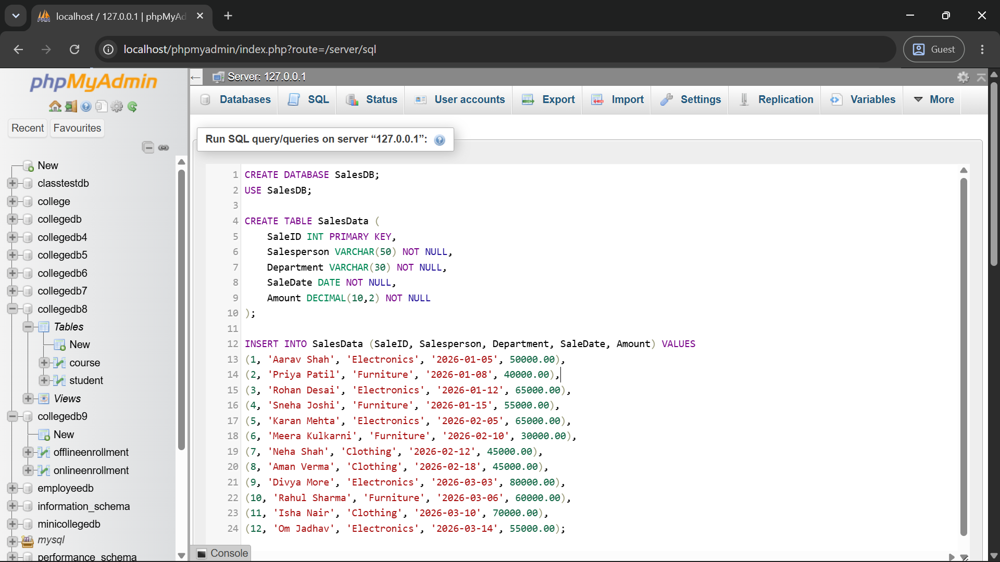 localhost / 127.0.0.1 | phpMyAd
localhost/phpmyadmin/index.php?route=/server/sql
Guest
phpMyAdmin
Recent
Favourites
New
classtestdb
college
collegedb
collegedb4
collegedb5
collegedb6
collegedb7
collegedb8
Tables
New
course
student
Views
collegedb9
New
offlineenrollment
onlineenrollment
employeedb
information_schema
minicollegedb
mysql
performance_schema
Server: 127.0.0.1
Databases
SQL
Status
User accounts
Export
Import
Settings
Replication
Variables
More
Run SQL query/queries on server “127.0.0.1”:
1 CREATE DATABASE SalesDB;
2 USE SalesDB;
3
4 CREATE TABLE SalesData (
5     SaleID INT PRIMARY KEY,
6     Salesperson VARCHAR(50) NOT NULL,
7     Department VARCHAR(30) NOT NULL,
8     SaleDate DATE NOT NULL,
9     Amount DECIMAL(10,2) NOT NULL
10 );
11
12 INSERT INTO SalesData (SaleID, Salesperson, Department, SaleDate, Amount) VALUES
13 (1, 'Aarav Shah', 'Electronics', '2026-01-05', 50000.00),
14 (2, 'Priya Patil', 'Furniture', '2026-01-08', 40000.00),
15 (3, 'Rohan Desai', 'Electronics', '2026-01-12', 65000.00),
16 (4, 'Sneha Joshi', 'Furniture', '2026-01-15', 55000.00),
17 (5, 'Karan Mehta', 'Electronics', '2026-02-05', 65000.00),
18 (6, 'Meera Kulkarni', 'Furniture', '2026-02-10', 30000.00),
19 (7, 'Neha Shah', 'Clothing', '2026-02-12', 45000.00),
20 (8, 'Aman Verma', 'Clothing', '2026-02-18', 45000.00),
21 (9, 'Divya More', 'Electronics', '2026-03-03', 80000.00),
22 (10, 'Rahul Sharma', 'Furniture', '2026-03-06', 60000.00),
23 (11, 'Isha Nair', 'Clothing', '2026-03-10', 70000.00),
24 (12, 'Om Jadhav', 'Electronics', '2026-03-14', 55000.00);
Console